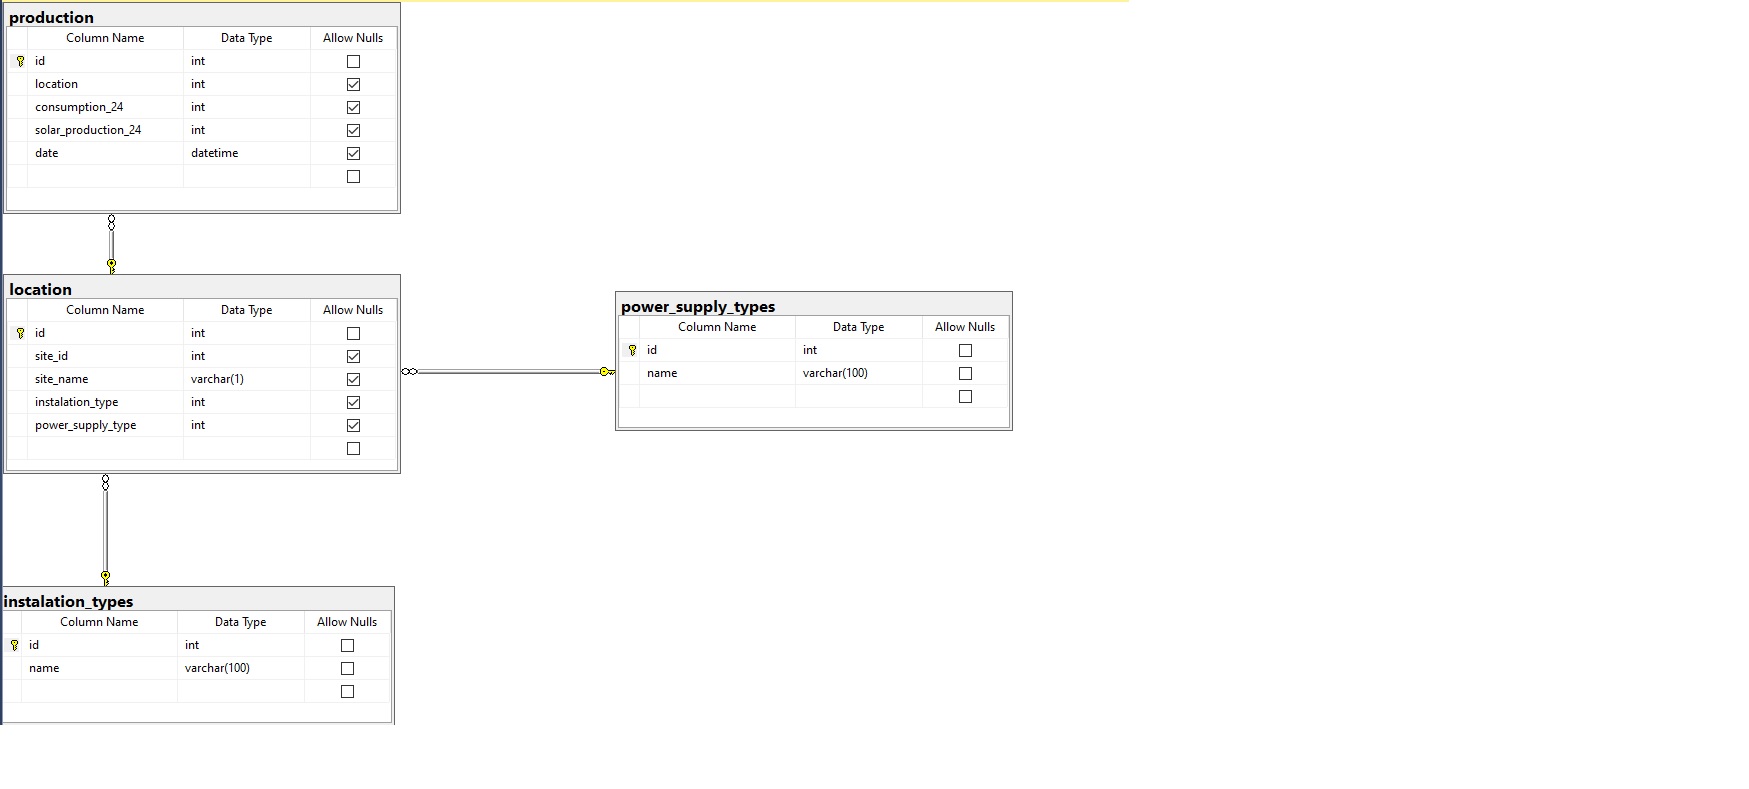 production
Column Name Data Type Allow Nulls
id int
location int
consumption_24 int
solar_production_24 int
date datetime
location
Column Name Data Type Allow Nulls
id int
site_id int
site_name varchar(1)
instalation_type int
power_supply_type int
power_supply_types
Column Name Data Type Allow Nulls
id int
name varchar(100)
instalation_types
Column Name Data Type Allow Nulls
id int
name varchar(100)